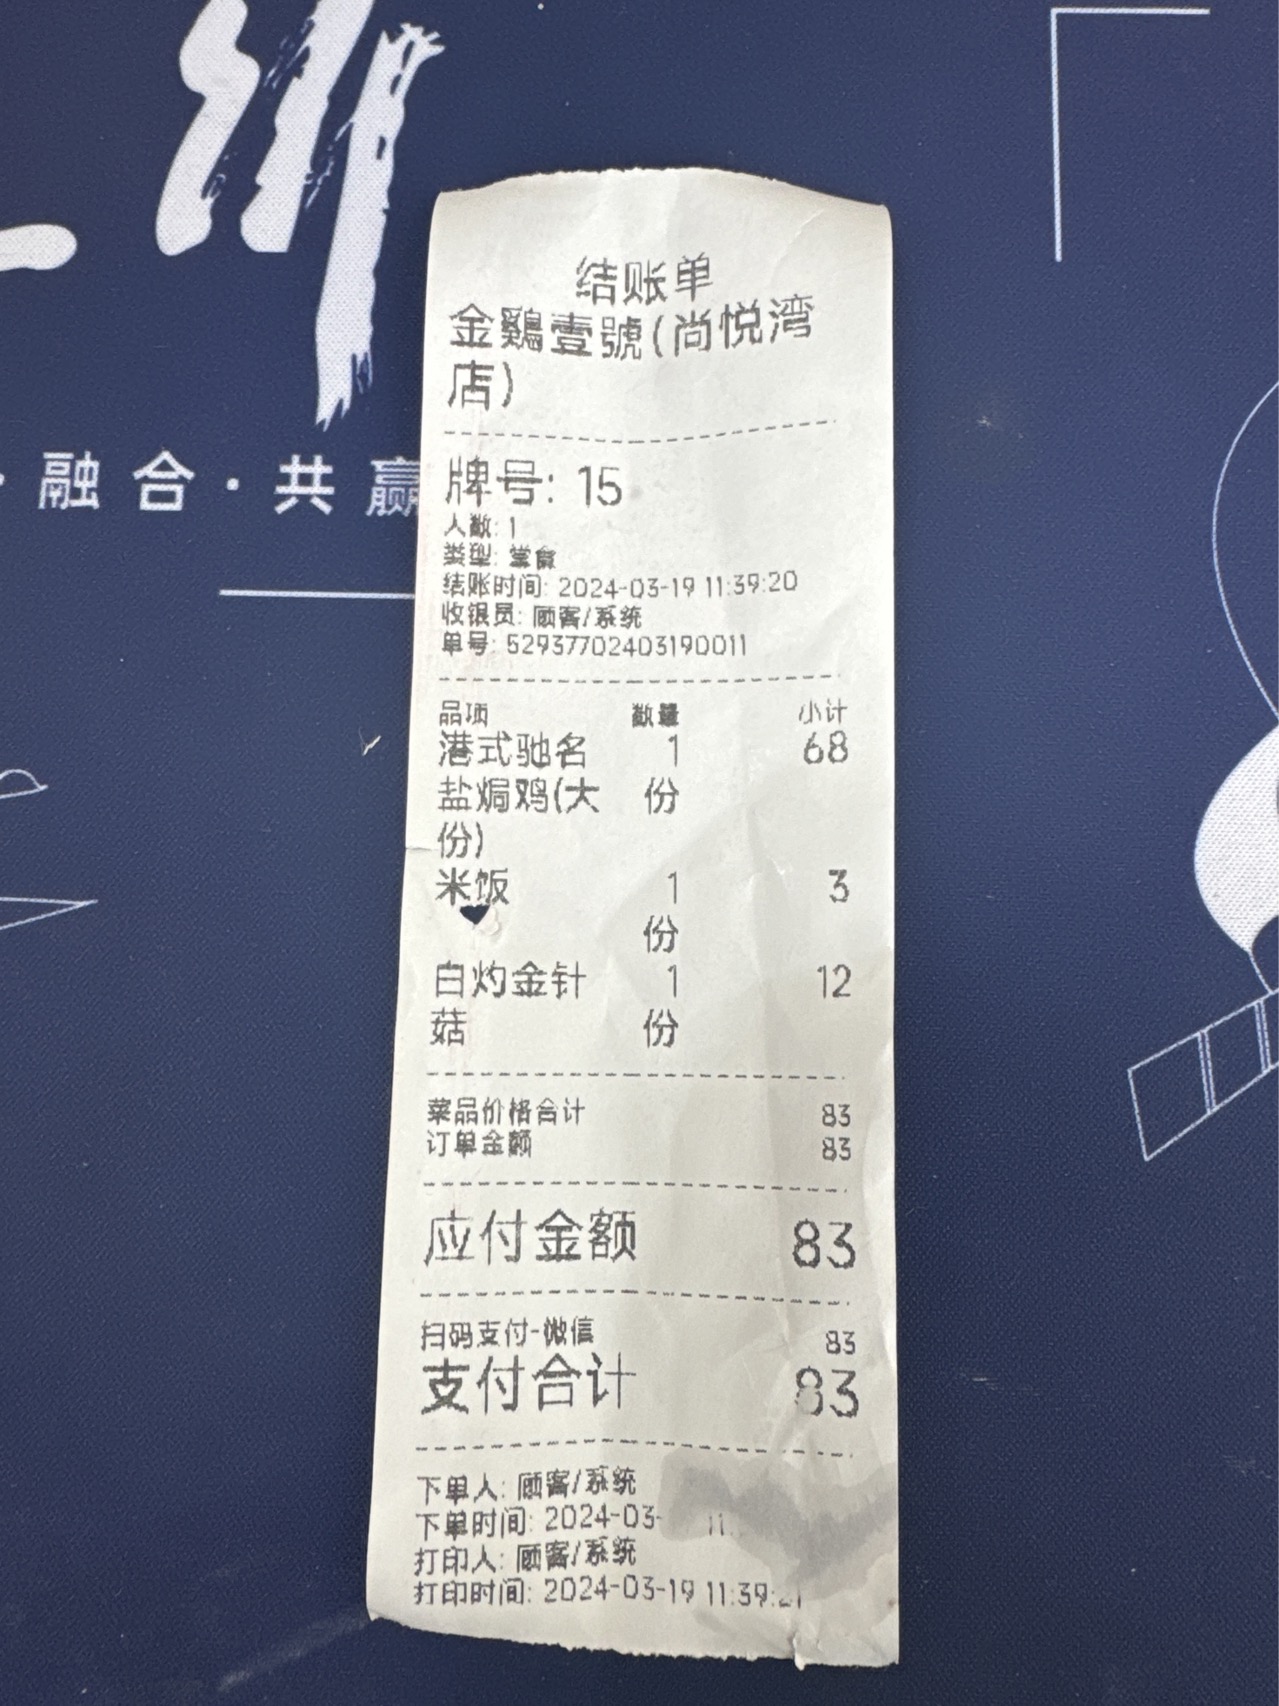 ·融合·共赢
结账单
金鷄壹號(尚悦湾
店)
牌号: 15
人数: 1
类型: 堂食
结账时间: 2024-03-19 11:39:20
收银员: 顾客/系统
单号: 52937702403190011
品项 数量 小计
港式驰名 1 68
盐焗鸡(大 份
份)
米饭 1 3
份
白灼金针 1 12
菇 份
菜品价格合计 83
订单金额 83
应付金额 83
扫码支付-微信 83
支付合计 83
下单人: 顾客/系统
下单时间: 2024-03- 11:
打印人: 顾客/系统
打印时间: 2024-03-19 11:39:21